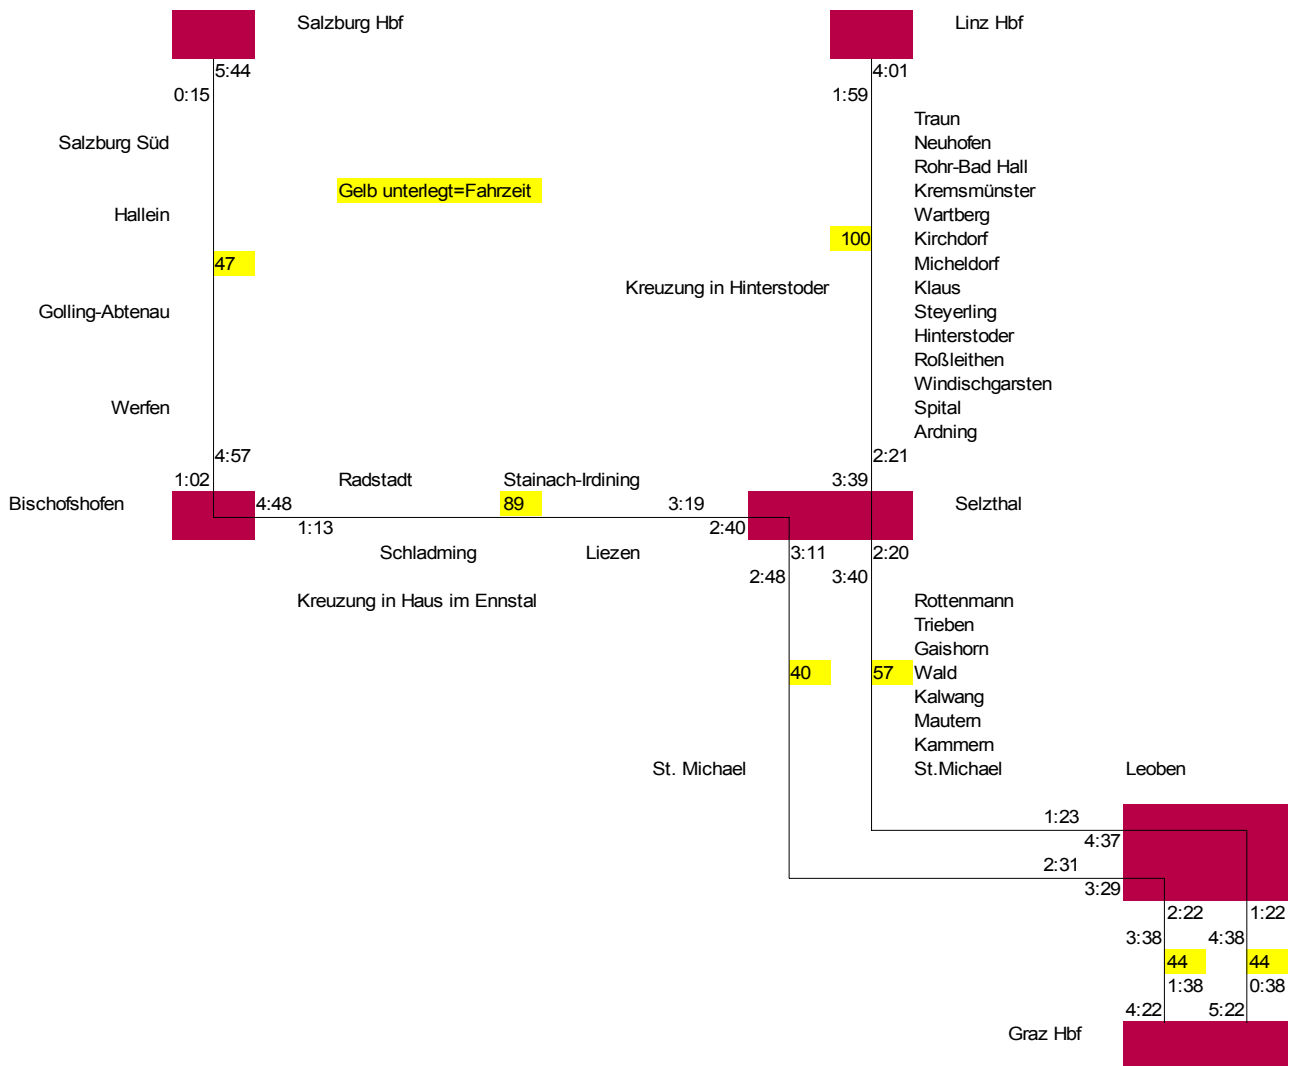 Salzburg Hbf
Linz Hbf
5:44
4:01
0:15
1:59
Traun
Salzburg Süd
Neuhofen
Rohr-Bad Hall
Gelb unterlegt=Fahrzeit
Kremsmünster
Hallein
Wartberg
100
Kirchdorf
47
Micheldorf
Kreuzung in Hinterstoder
Klaus
Golling-Abtenau
Steyerling
Hinterstoder
Roßleithen
Windischgarsten
Werfen
Spital
Ardning
4:57
2:21
1:02
Radstadt
Stainach-Irdining
3:39
Bischofshofen
4:48
89
3:19
Selzthal
1:13
2:40
Schladming
Liezen
3:11
2:20
2:48
3:40
Kreuzung in Haus im Ennstal
Rottenmann
Trieben
Gaishorn
40
57
Wald
Kalwang
Mautern
Kammern
St. Michael
St.Michael
Leoben
1:23
4:37
2:31
3:29
2:22
1:22
3:38
4:38
44
44
1:38
0:38
4:22
5:22
Graz Hbf